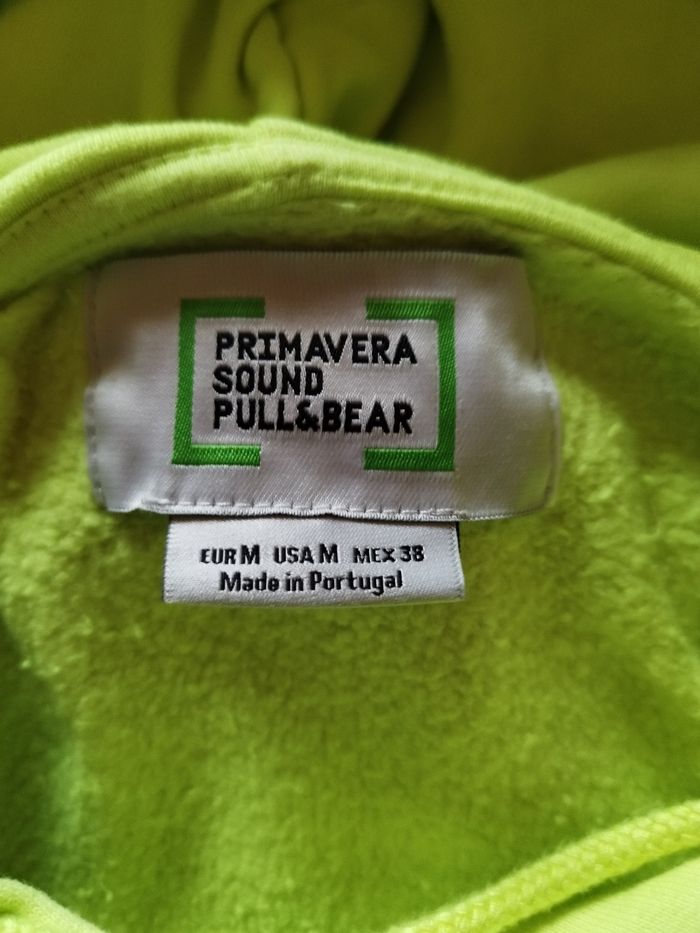 PRIMAVERA
SOUND
PULL&BEAR
EUR M USA M MEX 38
Made in Portugal